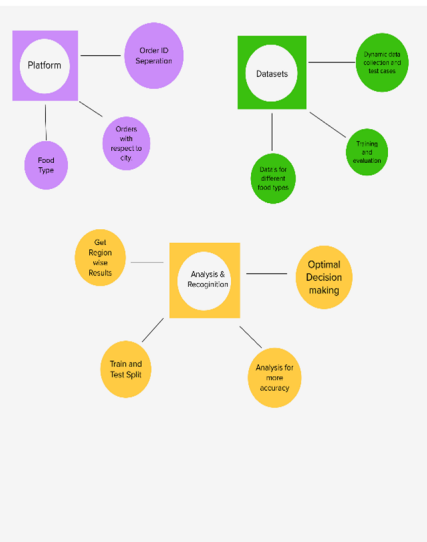 Platform
Order ID
Seperation
Food
Type
Orders
with
respect to
city.
Datasets
Dynamic data
collection and
test cases
Training
and
evaluation
Datas for
different
food types.
Get
Region
wise
Results
Analysis &
Recoginition
Optimal
Decision
making
Train and
Test Split
Analysis for
more
accuracy